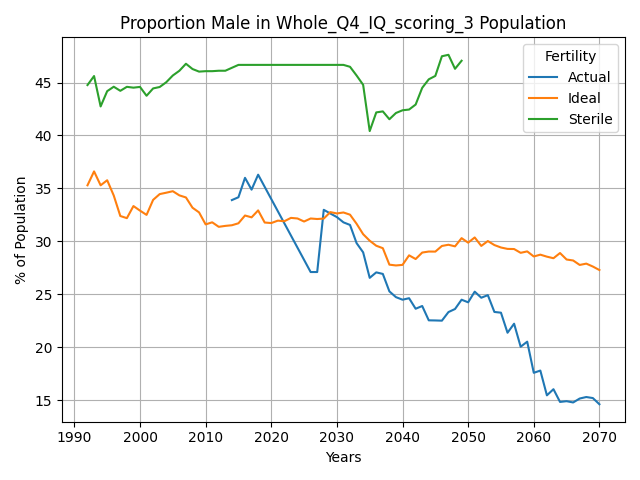 Proportion Male in Whole_Q4_IQ_scoring_3 Population
Fertility
Actual
Ideal
Sterile
% of Population
45
40
35
30
25
20
15
1990 2000 2010 2020 2030 2040 2050 2060 2070
Years